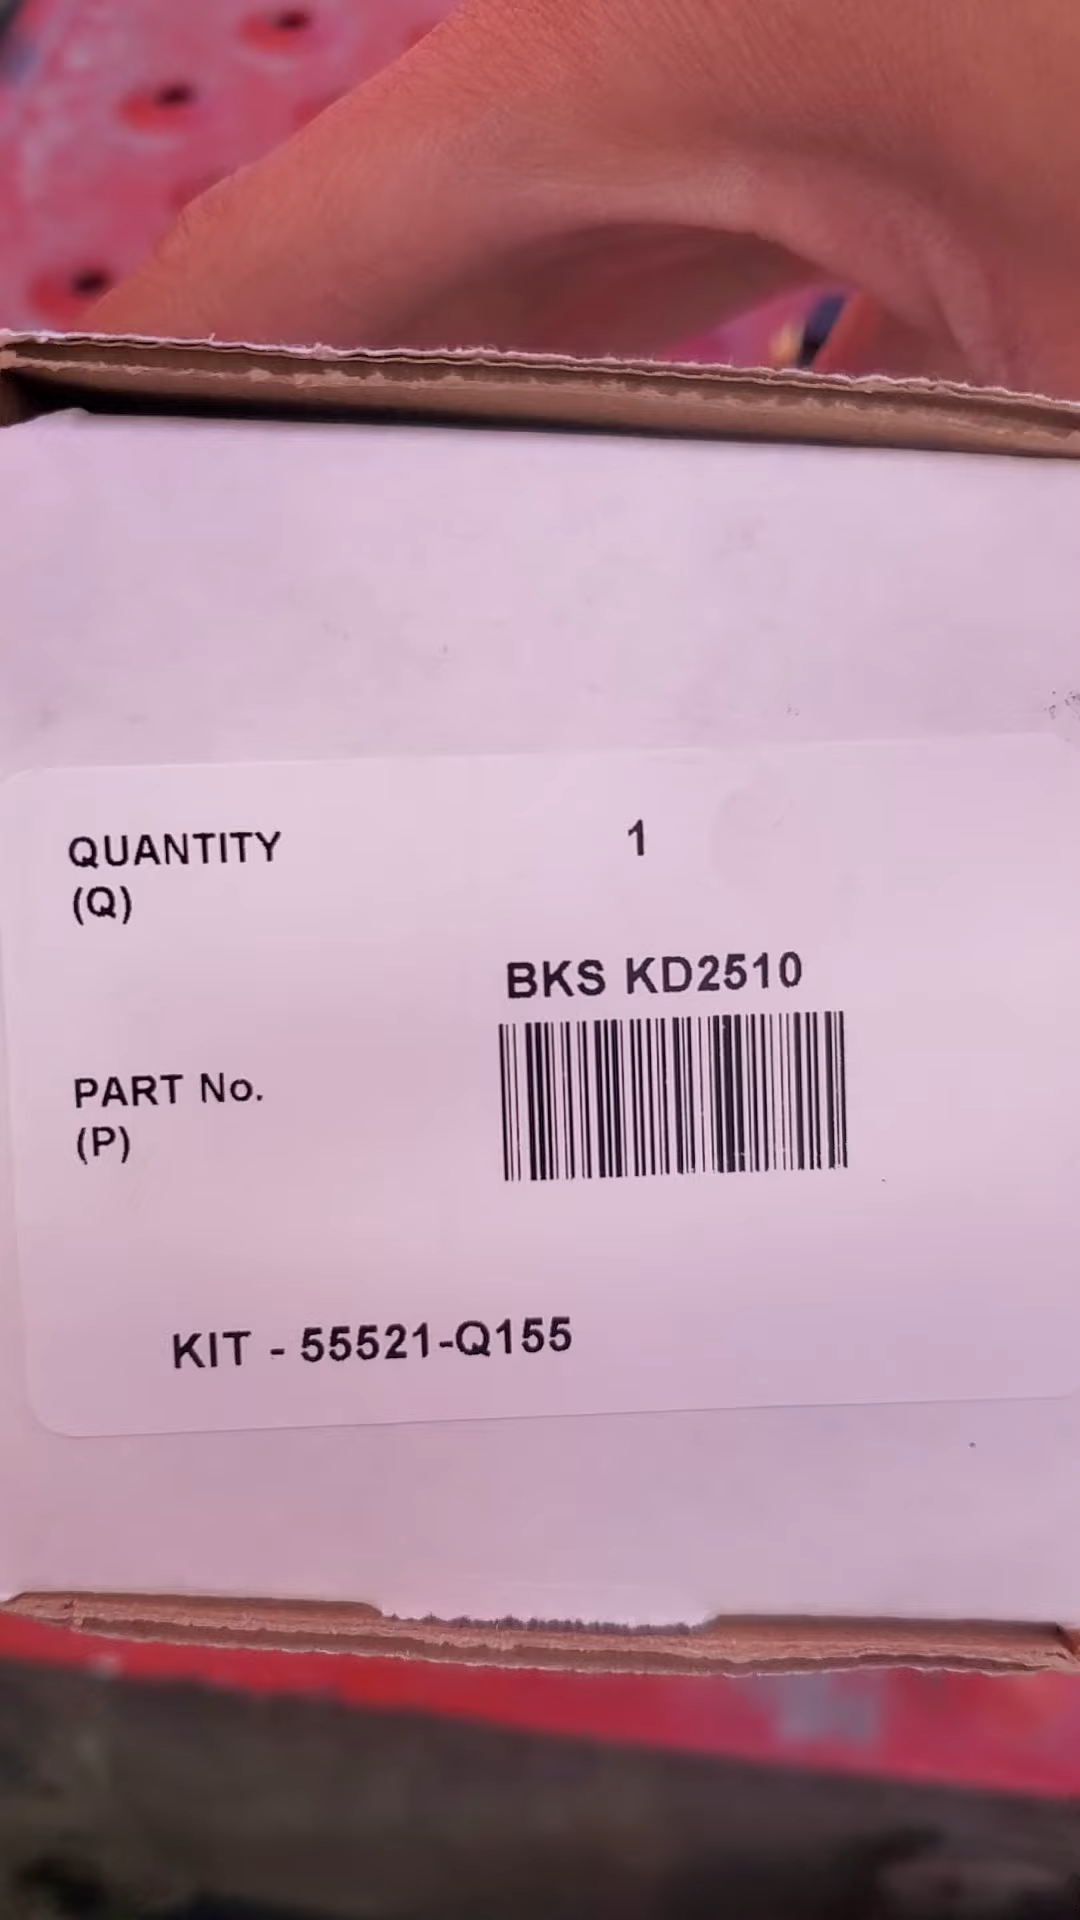 QUANTITY 1
(Q)
BKS KD2510
PART No.
(P)
KIT - 55521-Q155